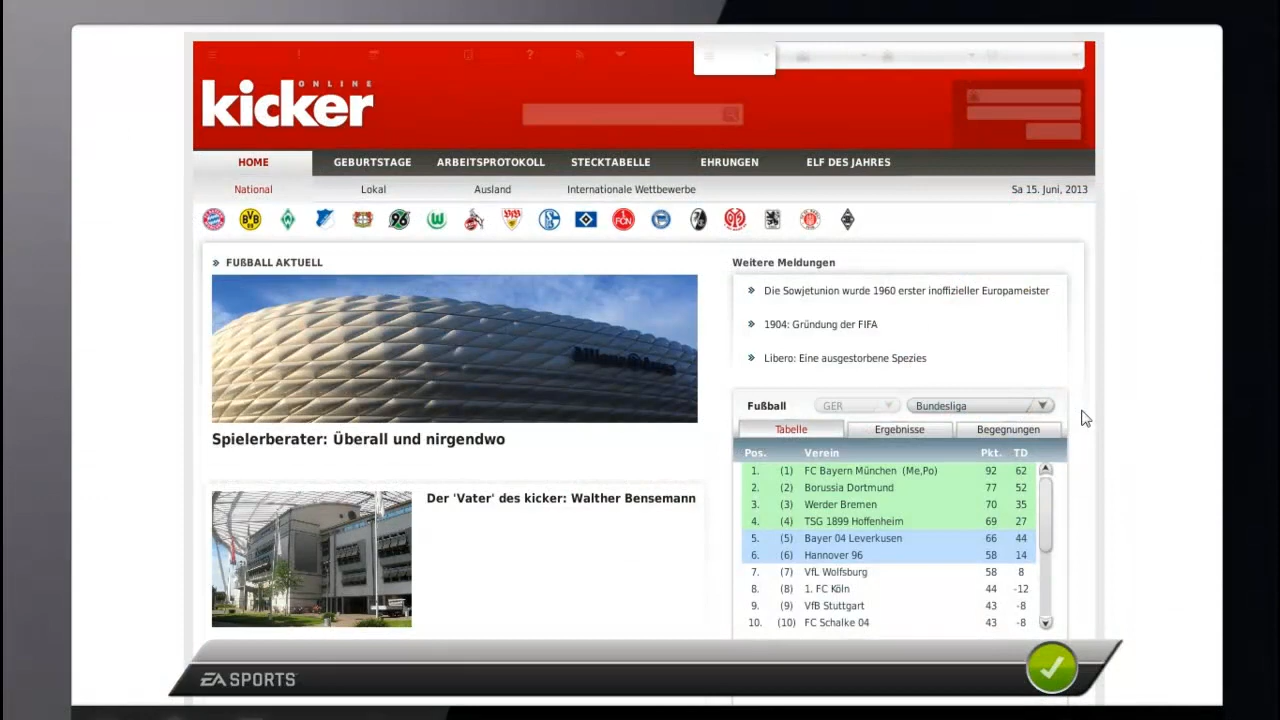 ONLINE
kicker
HOME GEBURTSTAGE ARBEITSPROTOKOLL STECKTABELLE EHRUNGEN ELF DES JAHRES
National Lokal Ausland Internationale Wettbewerbe Sa 15. Juni, 2013
» FUßBALL AKTUELL
Allianz Arena
Spielerberater: Überall und nirgendwo
Der 'Vater' des kicker: Walther Bensemann
Weitere Meldungen
» Die Sowjetunion wurde 1960 erster inoffizieller Europameister
» 1904: Gründung der FIFA
» Libero: Eine ausgestorbene Spezies
Fußball GER Bundesliga
Tabelle Ergebnisse Begegnungen
Pos. Verein Pkt. TD
1. (1) FC Bayern München (Me,Po) 92 62
2. (2) Borussia Dortmund 77 52
3. (3) Werder Bremen 70 35
4. (4) TSG 1899 Hoffenheim 69 27
5. (5) Bayer 04 Leverkusen 66 44
6. (6) Hannover 96 58 14
7. (7) VfL Wolfsburg 58 8
8. (8) 1. FC Köln 44 -12
9. (9) VfB Stuttgart 43 -8
10. (10) FC Schalke 04 43 -8
EA SPORTS